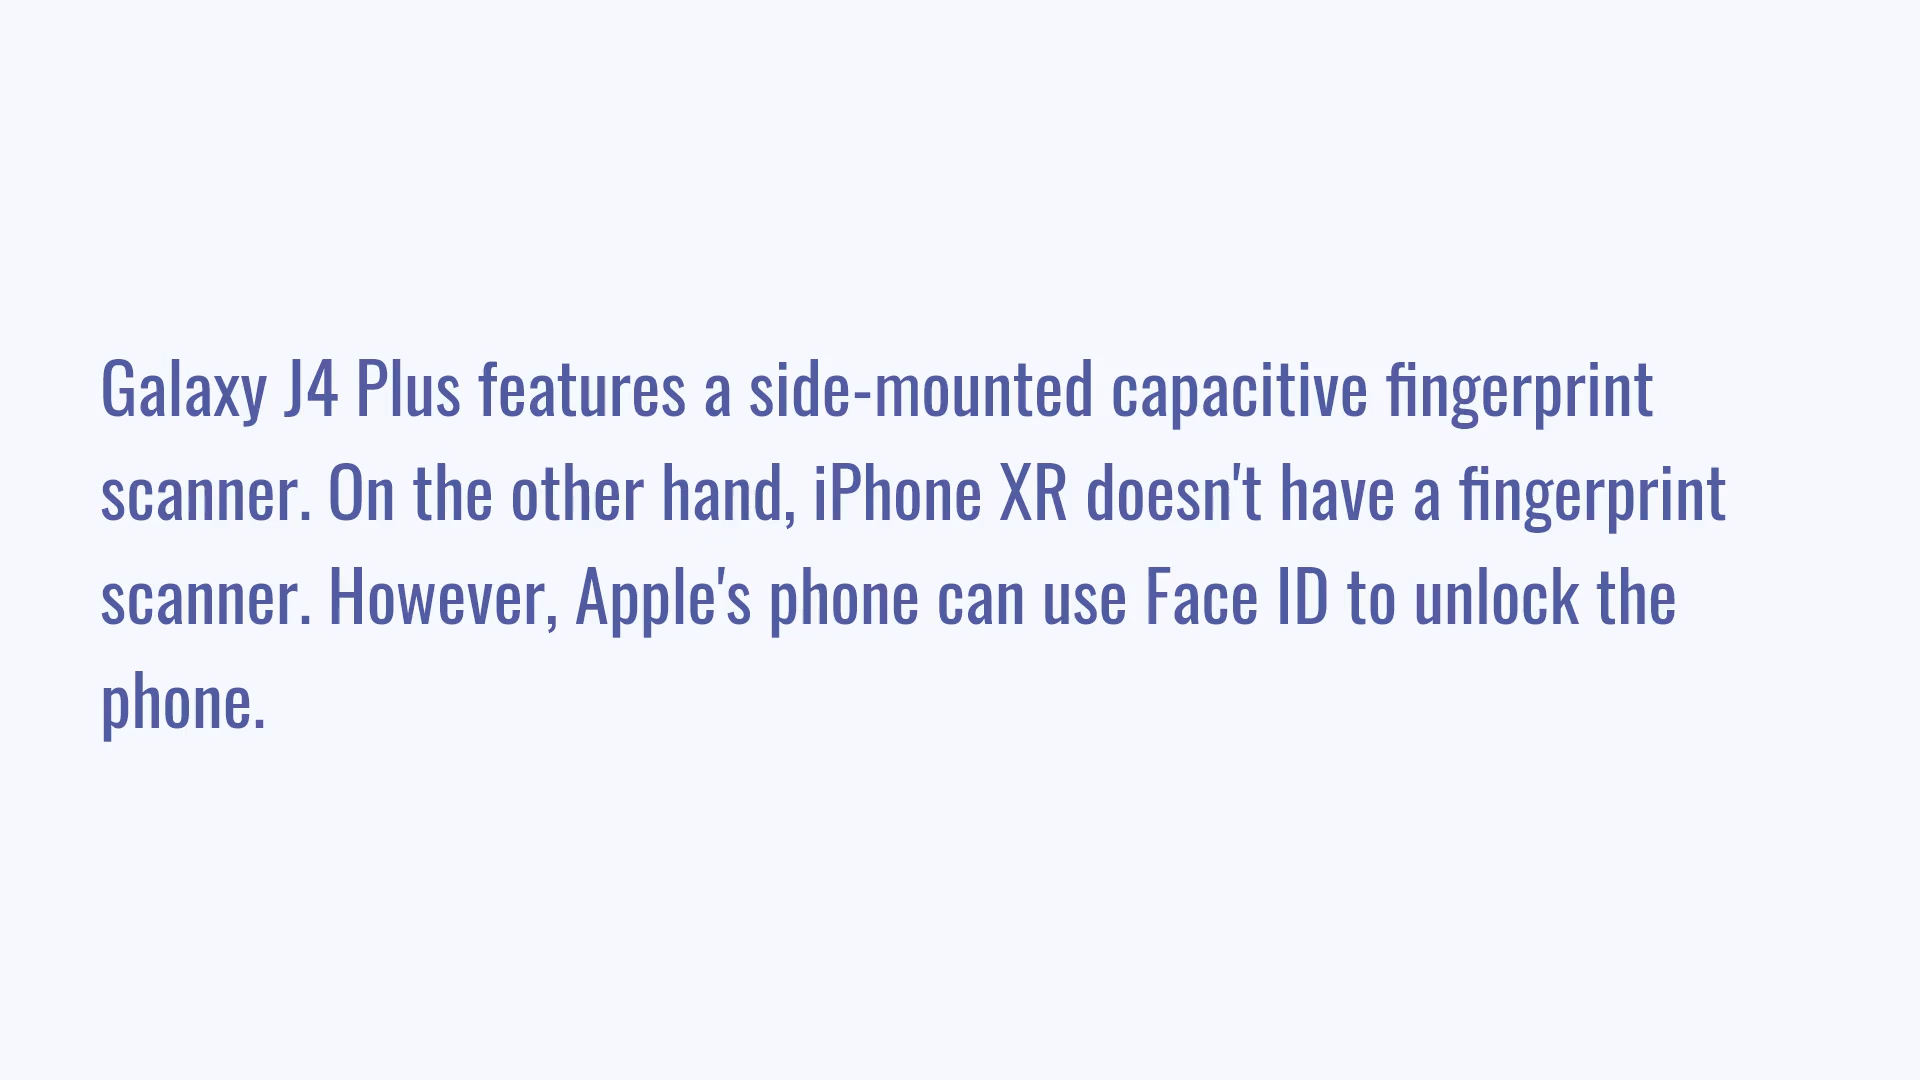 Galaxy J4 Plus features a side-mounted capacitive fingerprint
scanner. On the other hand, iPhone XR doesn't have a fingerprint
scanner. However, Apple's phone can use Face ID to unlock the
phone.